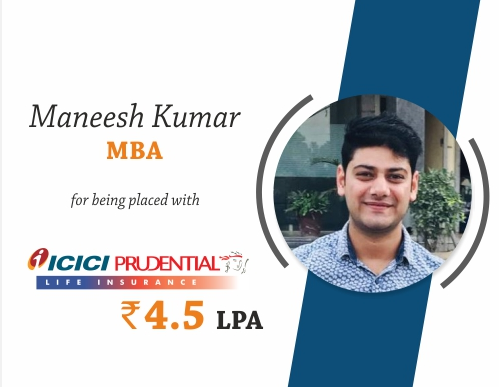 Maneesh Kumar
MBA
for being placed with
i ICICI PRUDENTIAL
LIFE INSURANCE
₹4.5 LPA